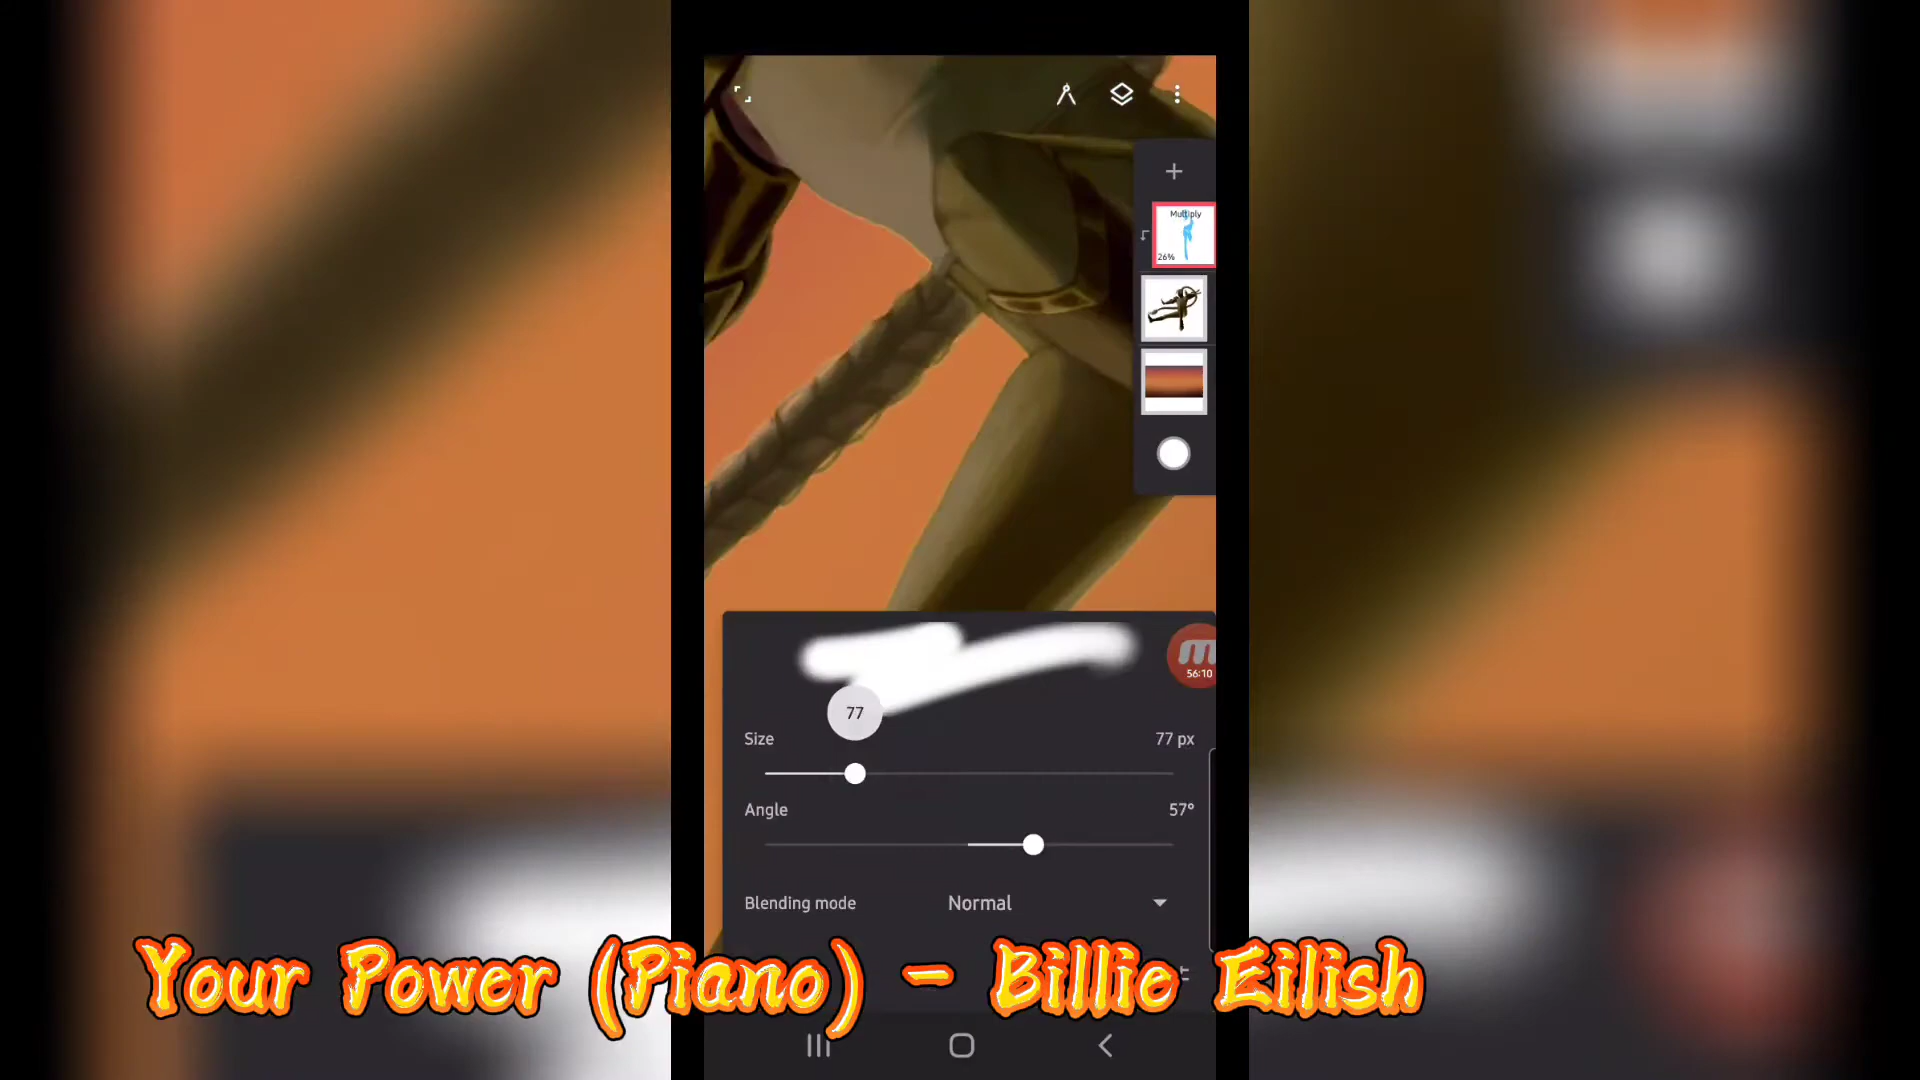 Multiply
26%
56:10
77
Size 77 px
Angle 57°
Blending mode Normal
Your Power (Piano) - Billie Eilish